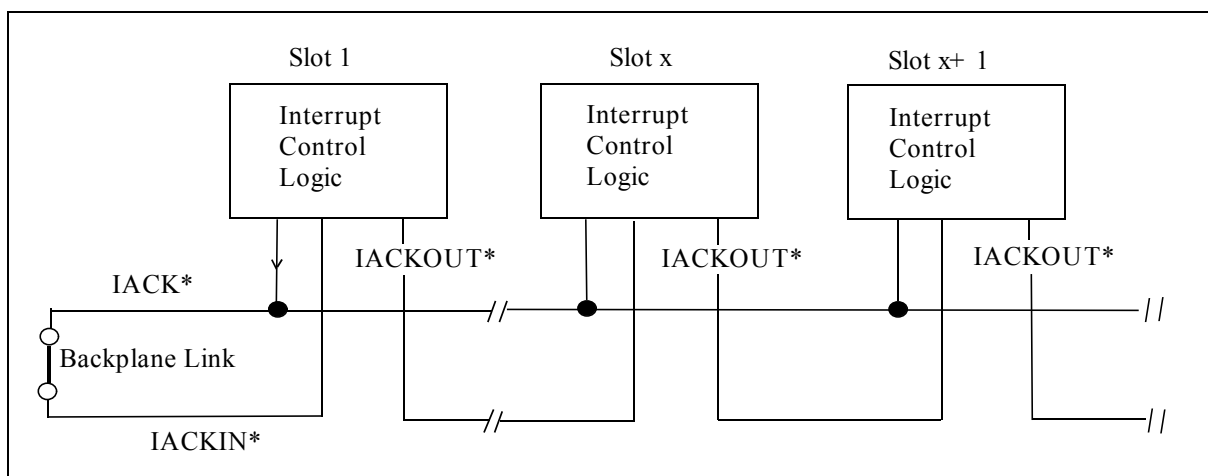 Slot 1
Slot x
Slot x+ 1
Interrupt
Control
Logic
Interrupt
Control
Logic
Interrupt
Control
Logic
IACKOUT*
IACKOUT*
IACKOUT*
IACK*
Backplane Link
IACKIN*